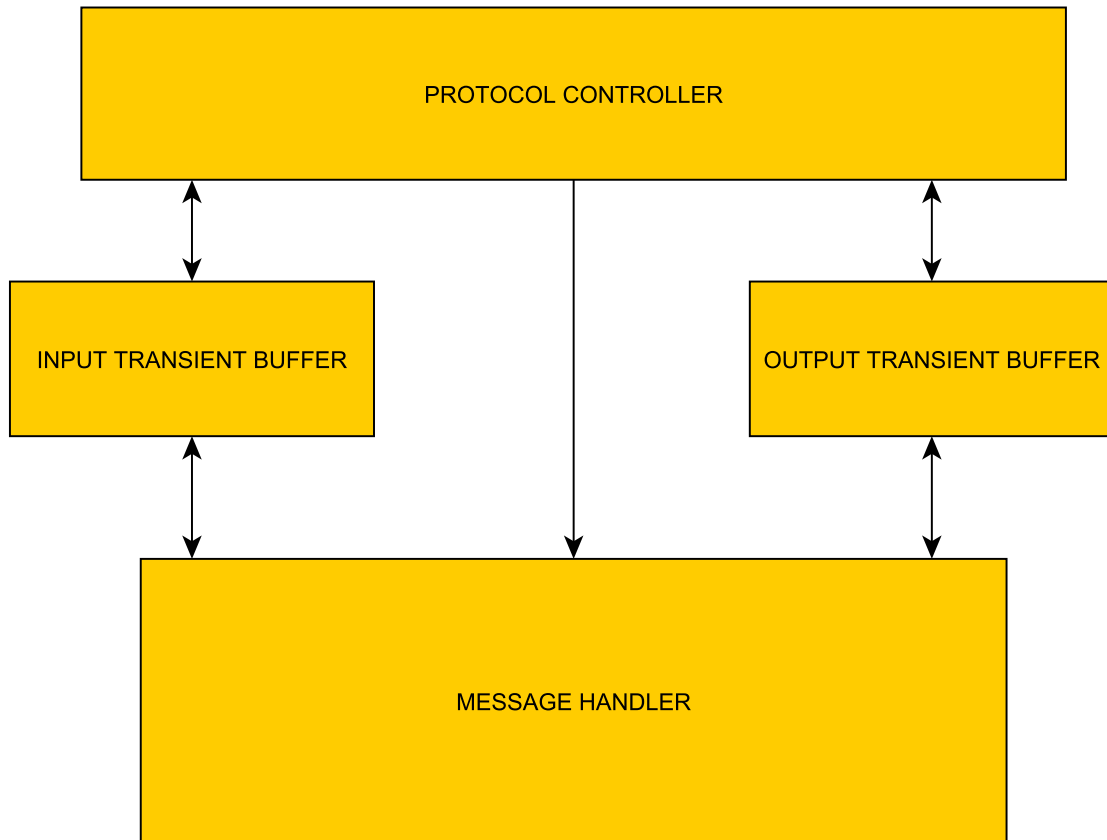 PROTOCOL CONTROLLER
INPUT TRANSIENT BUFFER
OUTPUT TRANSIENT BUFFER
MESSAGE HANDLER